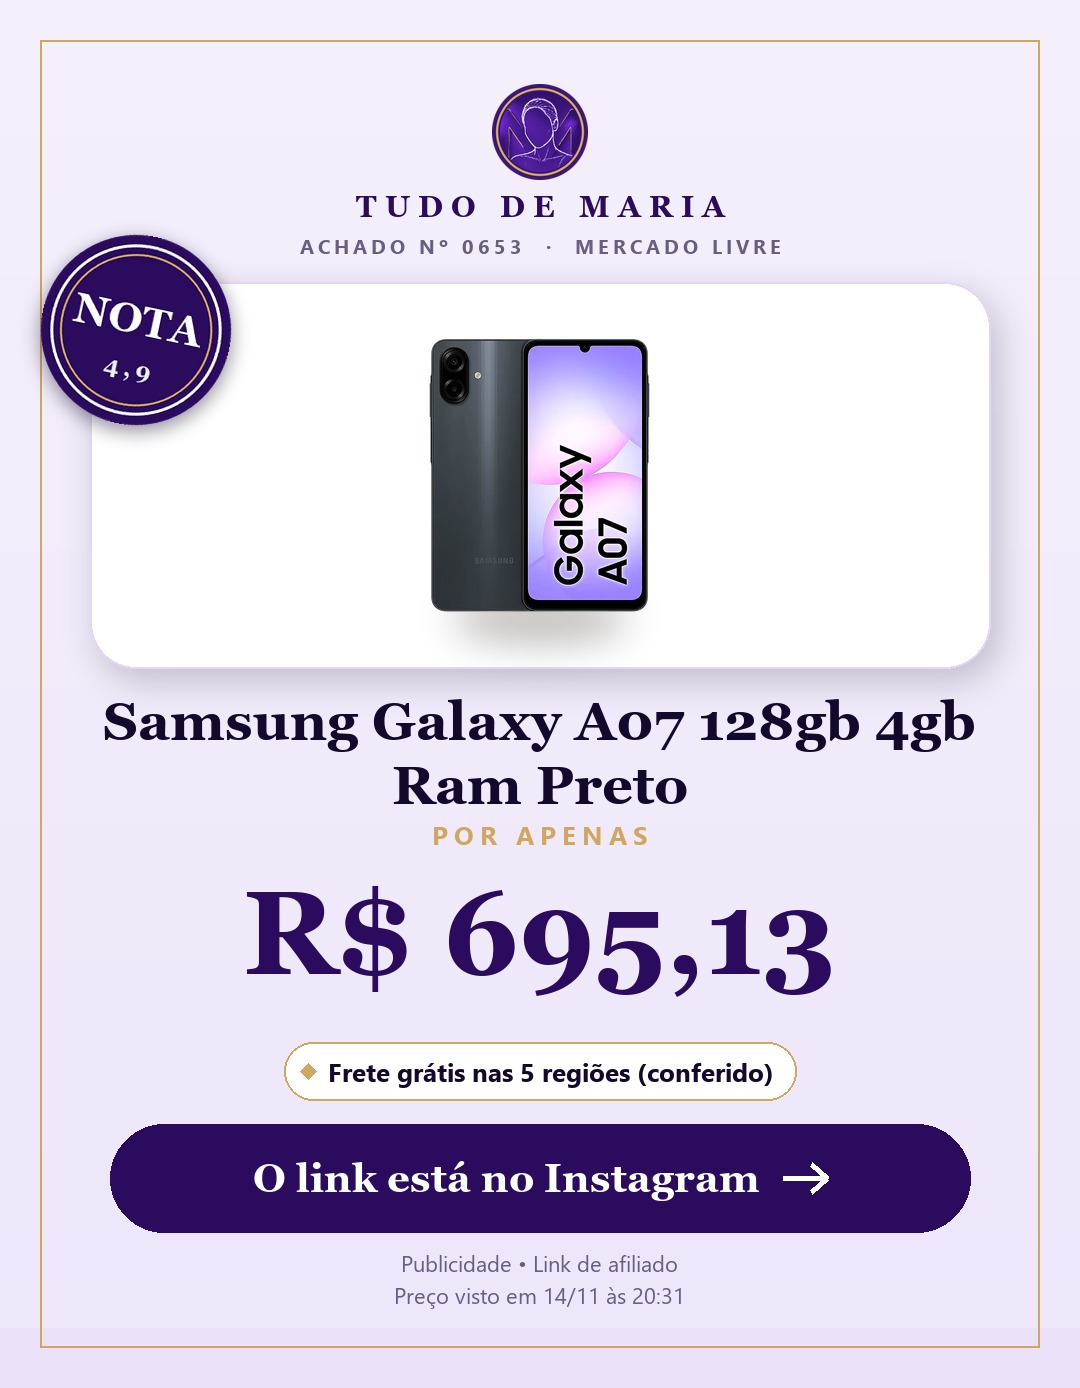 TUDO DE MARIA
ACHADO Nº 0653 · MERCADO LIVRE
NOTA
4,9
SAMSUNG
Galaxy
A07
Samsung Galaxy A07 128gb 4gb
Ram Preto
POR APENAS
R$ 695,13
Frete grátis nas 5 regiões (conferido)
O link está no Instagram →
Publicidade • Link de afiliado
Preço visto em 14/11 às 20:31